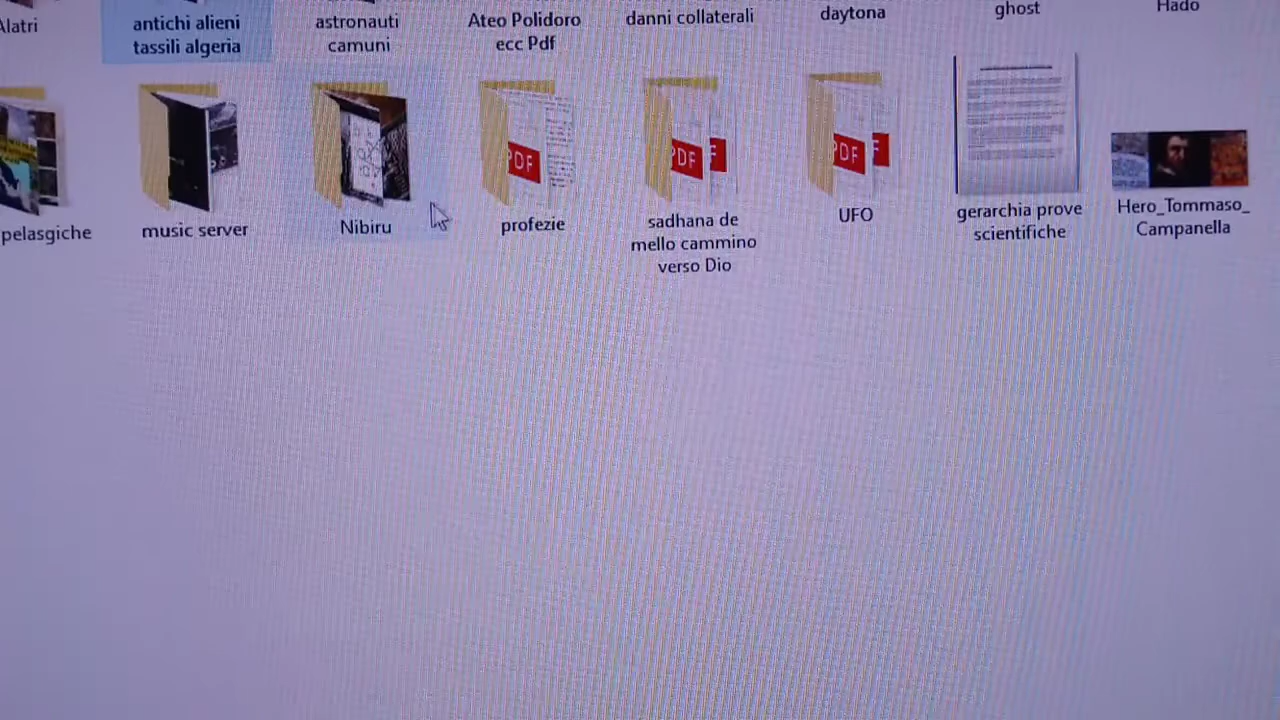 Alatri
antichi alieni
tassili algeria
astronauti
camuni
Ateo Polidoro
ecc Pdf
danni collaterali
daytona
ghost
Hado
pelasgiche
music server
Nibiru
PDF
profezie
PDF
F
sadhana de
mello cammino
verso Dio
PDF
F
UFO
gerarchia prove
scientifiche
Hero_Tommaso_
Campanella